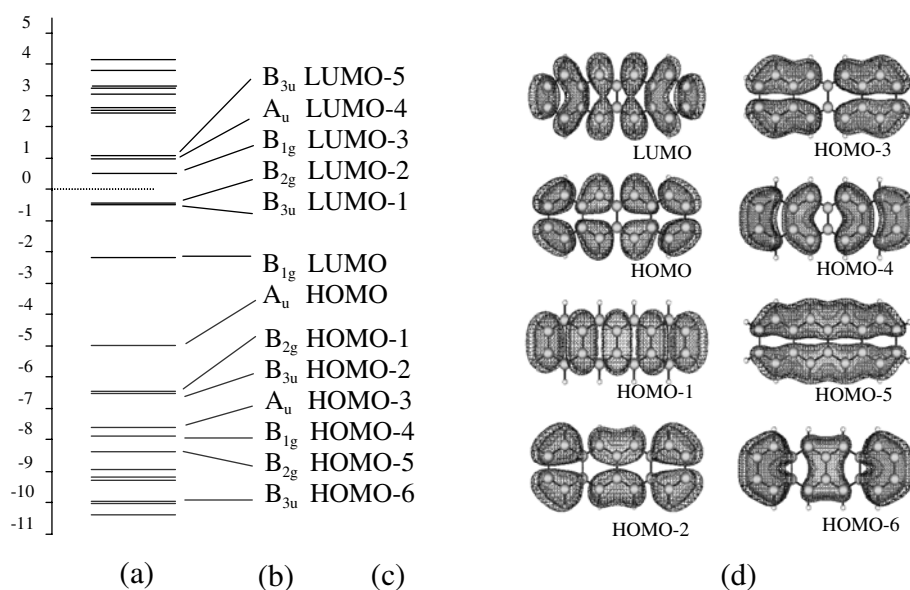 5
4
3
2
1
0
-1
-2
-3
-4
-5
-6
-7
-8
-9
-10
-11
B3u LUMO-5
Au LUMO-4
B1g LUMO-3
B2g LUMO-2
B3u LUMO-1
B1g LUMO
Au HOMO
B2g HOMO-1
B3u HOMO-2
Au HOMO-3
B1g HOMO-4
B2g HOMO-5
B3u HOMO-6
LUMO
HOMO-3
HOMO
HOMO-4
HOMO-1
HOMO-5
HOMO-2
HOMO-6
(a) (b) (c) (d)